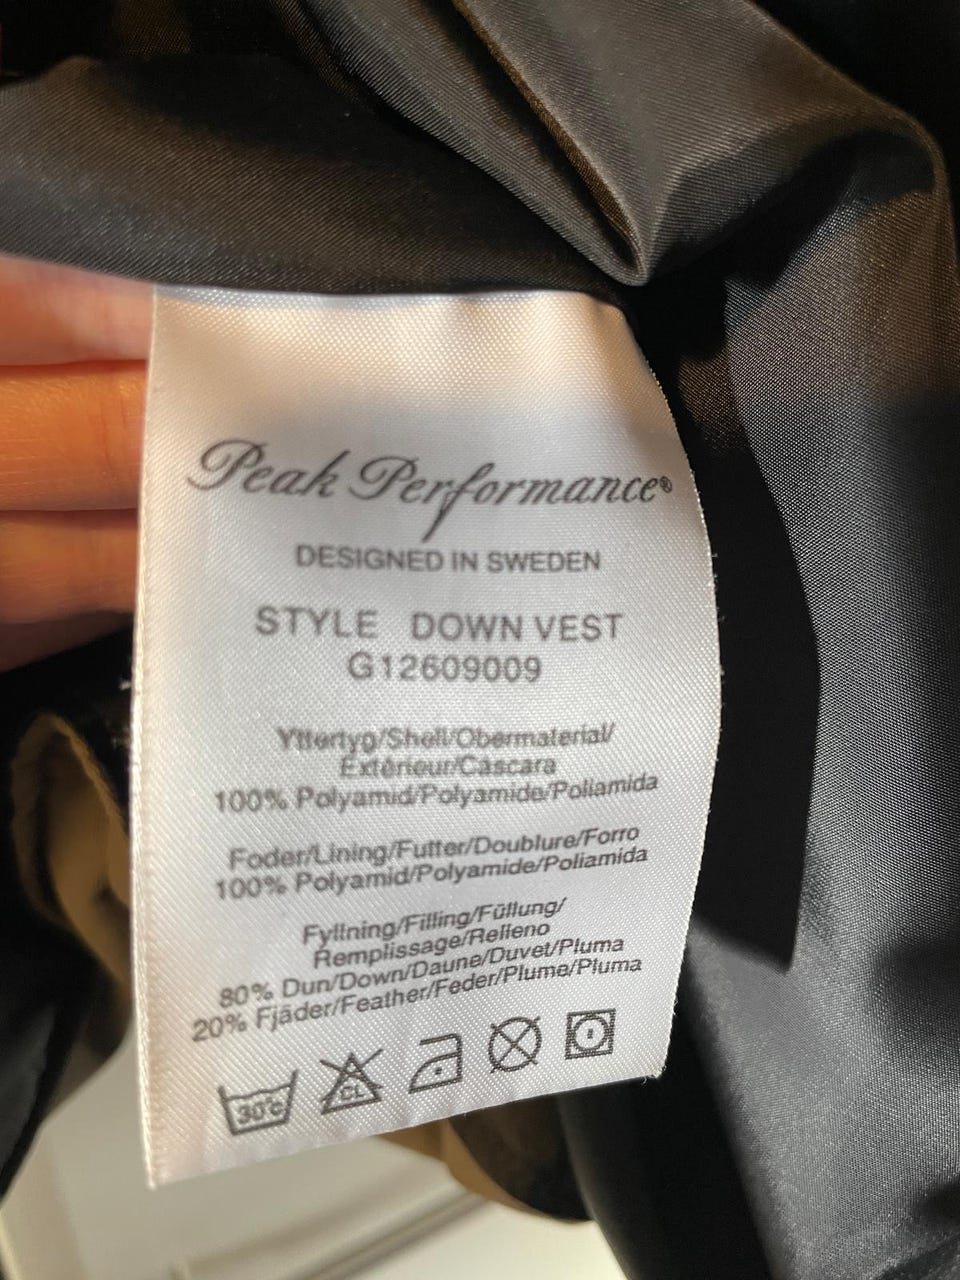 Peak Performance®
DESIGNED IN SWEDEN
STYLE DOWN VEST
G12609009
Yttertyg/Shell/Obermaterial/
Extérieur/Cáscara
100% Polyamid/Polyamide/Poliamida
Foder/Lining/Futter/Doublure/Forro
100% Polyamid/Polyamide/Poliamida
Fyllning/Filling/Füllung/
Remplissage/Relleno
80% Dun/Down/Daune/Duvet/Pluma
20% Fjäder/Feather/Feder/Plume/Pluma
30°c CL